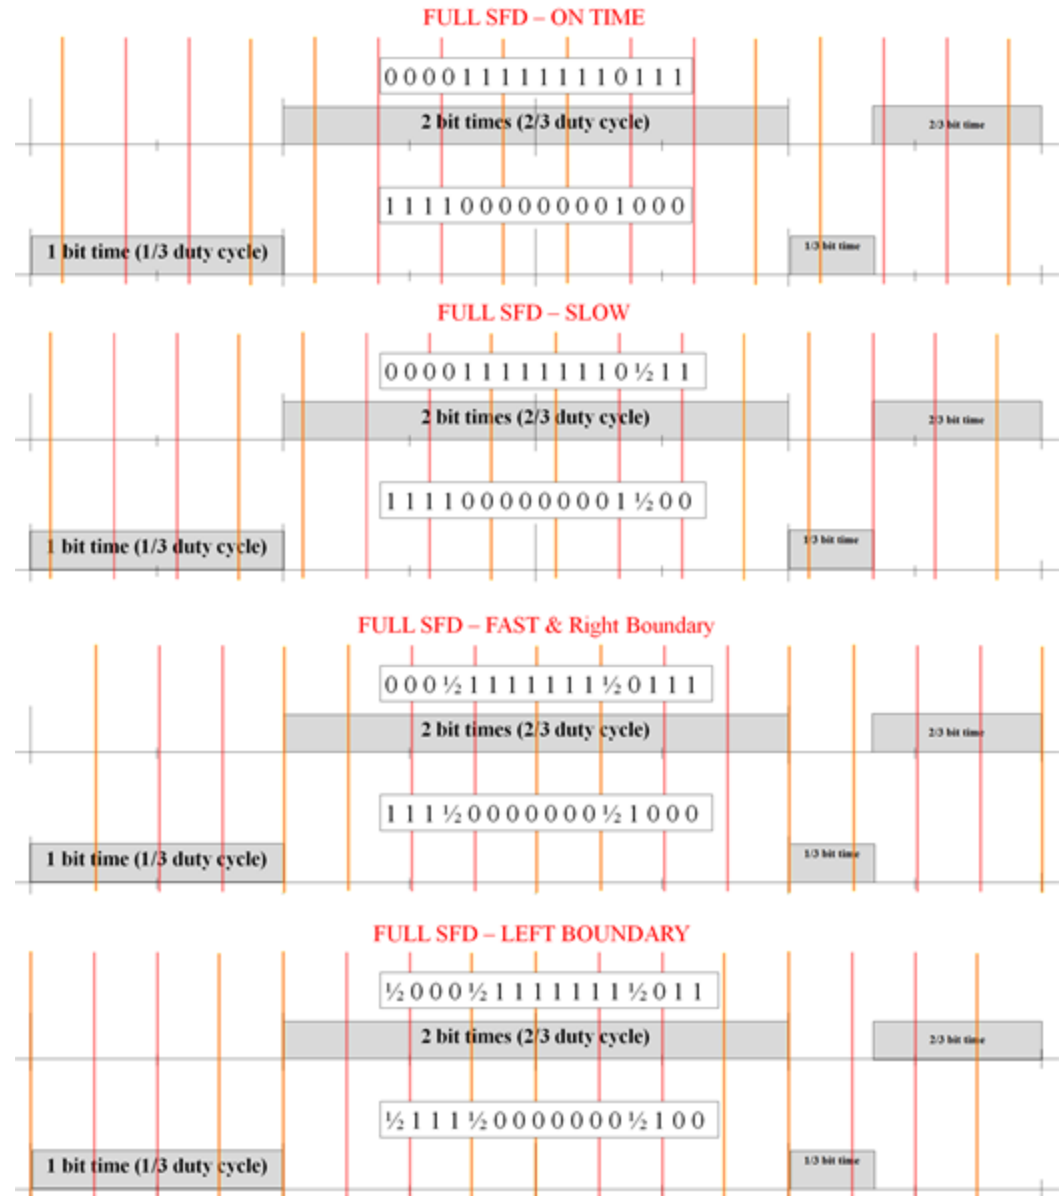 FULL SFD – ON TIME
0 0 0 0 1 1 1 1 1 1 1 1 0 1 1 1
2 bit times (2/3 duty cycle)
2/3 bit time
1 1 1 1 0 0 0 0 0 0 0 0 1 0 0 0
1 bit time (1/3 duty cycle)
1/3 bit time
FULL SFD – SLOW
0 0 0 0 1 1 1 1 1 1 1 1 0 ½ 1 1
2 bit times (2/3 duty cycle)
2/3 bit time
1 1 1 1 0 0 0 0 0 0 0 0 1 ½ 0 0
1 bit time (1/3 duty cycle)
1/3 bit time
FULL SFD – FAST & Right Boundary
0 0 0 ½ 1 1 1 1 1 1 1 ½ 0 1 1 1
2 bit times (2/3 duty cycle)
2/3 bit time
1 1 1 ½ 0 0 0 0 0 0 0 ½ 1 0 0 0
1 bit time (1/3 duty cycle)
1/3 bit time
FULL SFD – LEFT BOUNDARY
½ 0 0 0 ½ 1 1 1 1 1 1 1 ½ 0 1 1
2 bit times (2/3 duty cycle)
2/3 bit time
½ 1 1 1 ½ 0 0 0 0 0 0 0 ½ 1 0 0
1 bit time (1/3 duty cycle)
1/3 bit time